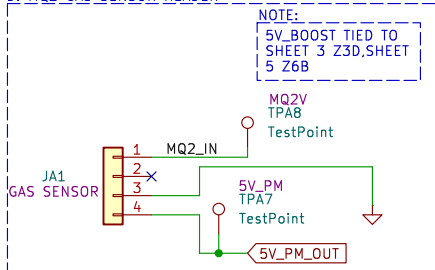 NOTE:
5V_BOOST TIED TO
SHEET 3 Z3D,SHEET
5 Z6B
MQ2V
TPA8
TestPoint
1
MQ2_IN
2
JA1
GAS SENSOR
3
4
5V_PM
TPA7
TestPoint
5V_PM_OUT